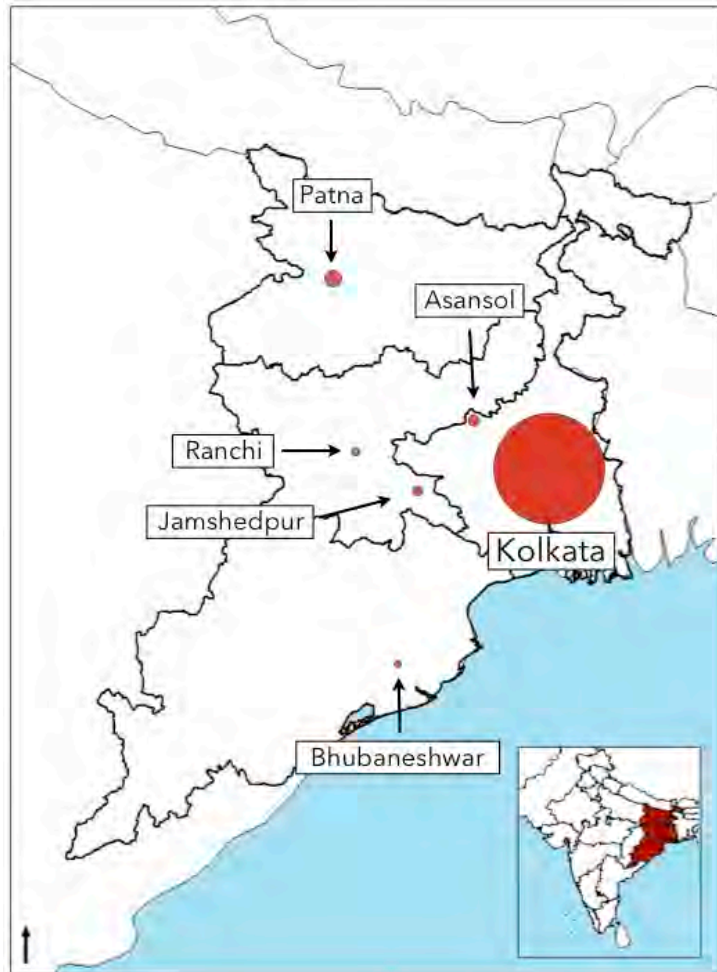 Patna
Asansol
Ranchi
Jamshedpur
Kolkata
Bhubaneshwar